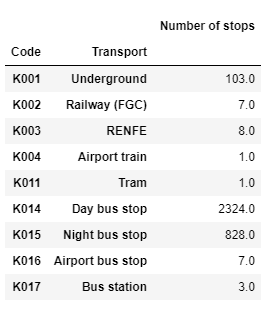 Number of stops
Code Transport
K001 Underground 103.0
K002 Railway (FGC) 7.0
K003 RENFE 8.0
K004 Airport train 1.0
K011 Tram 1.0
K014 Day bus stop 2324.0
K015 Night bus stop 828.0
K016 Airport bus stop 7.0
K017 Bus station 3.0